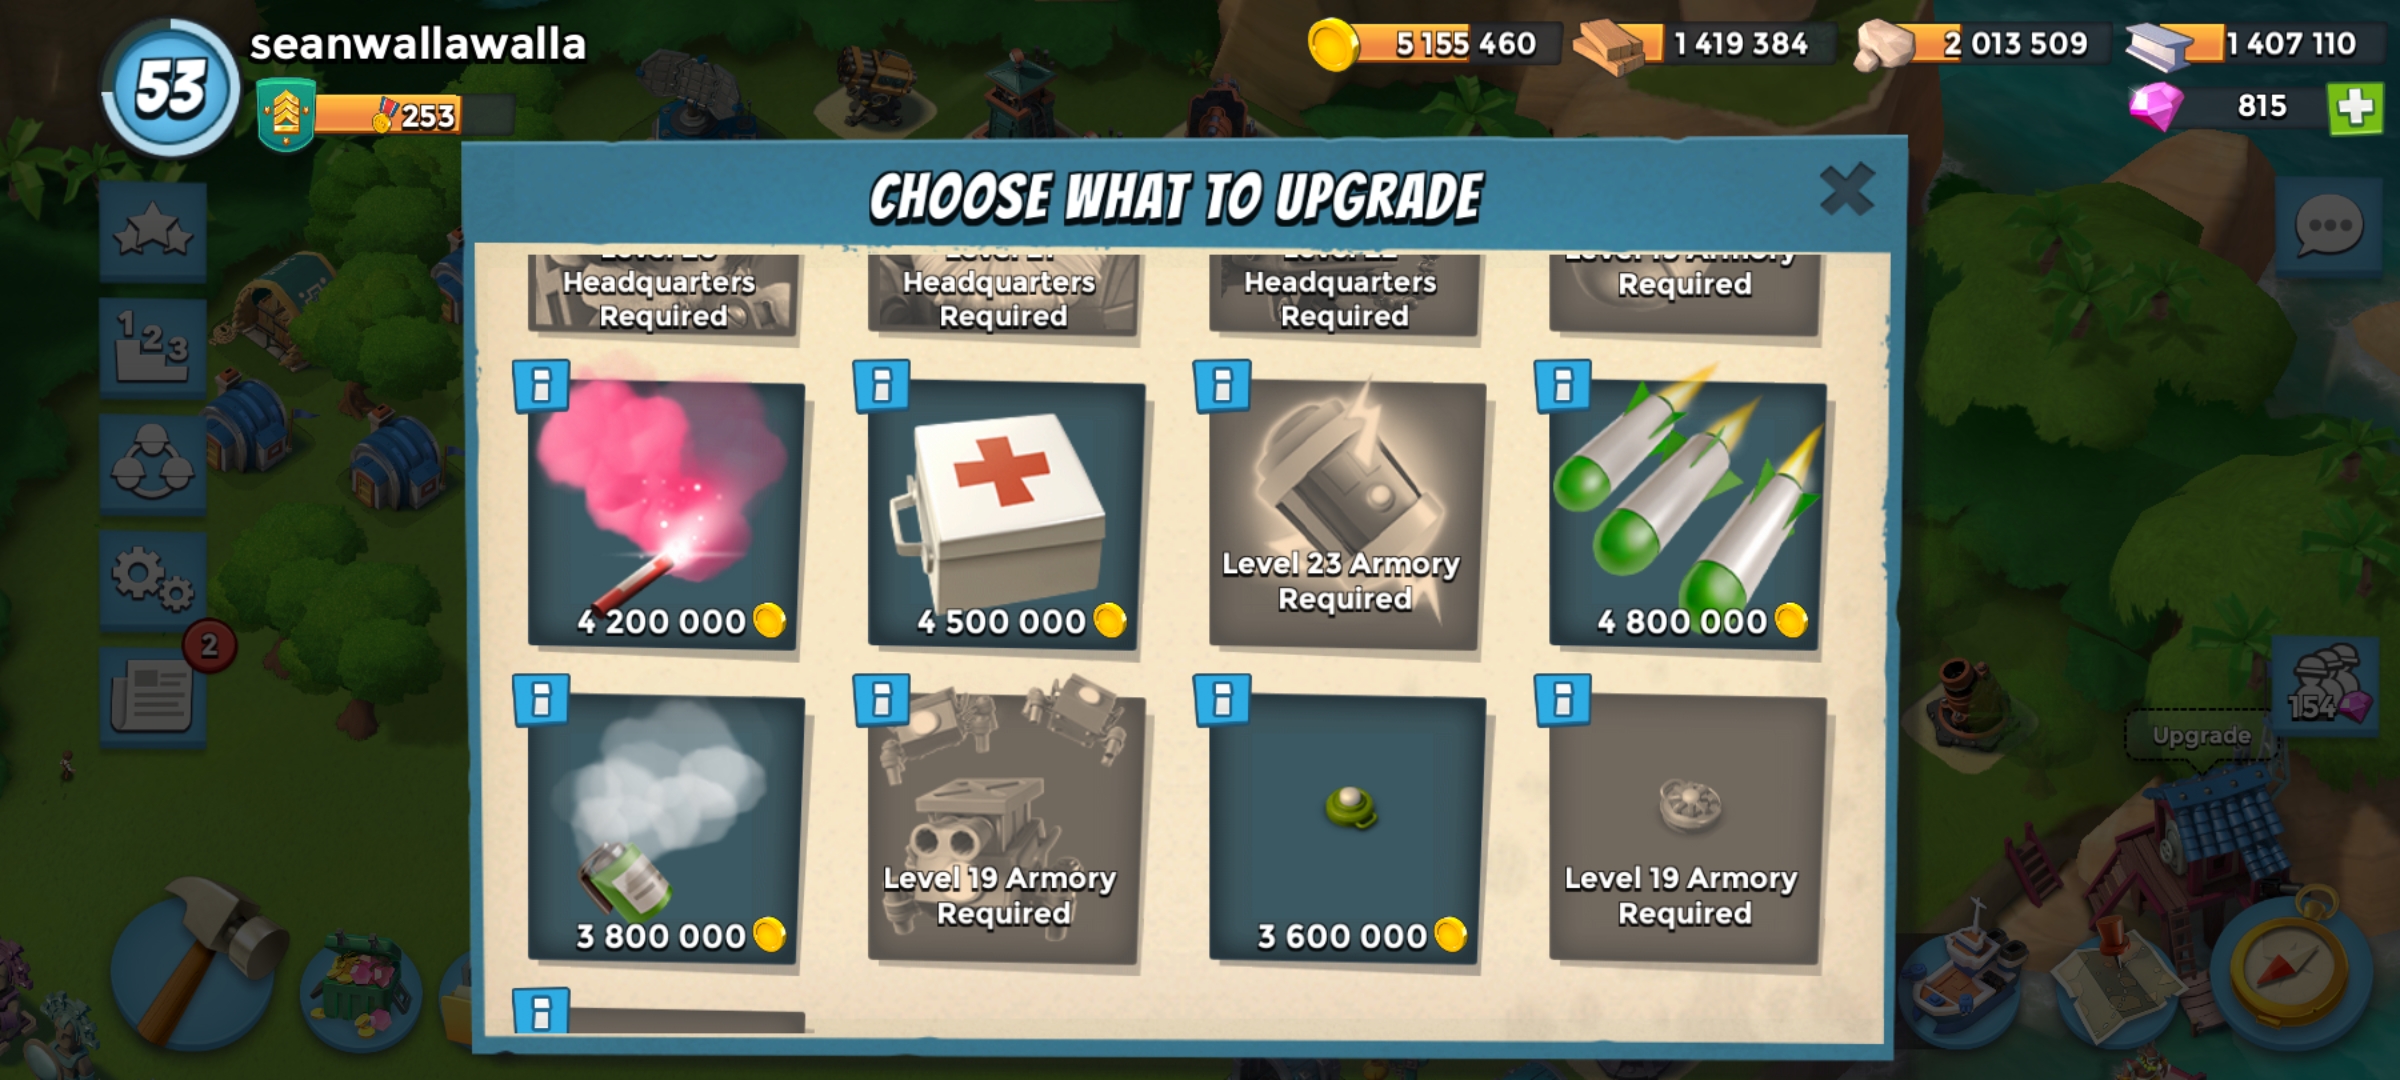 53
seanwallawalla
253
5 155 460
1 419 384
2 013 509
1 407 110
815
CHOOSE WHAT TO UPGRADE
Headquarters
Required
Headquarters
Required
Headquarters
Required
Required
4 200 000
4 500 000
Level 23 Armory
Required
4 800 000
3 800 000
Level 19 Armory
Required
3 600 000
Level 19 Armory
Required
1 2 3
2
154
Upgrade